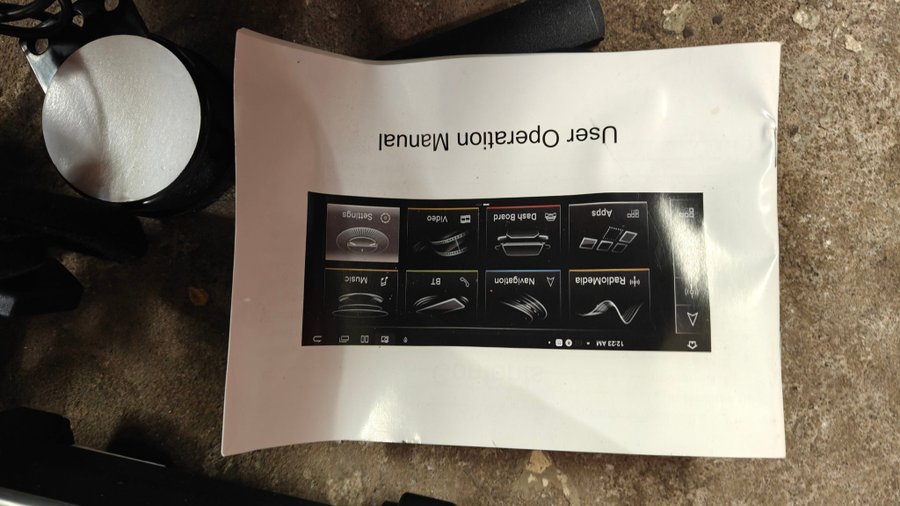 12:23 AM
RadioMedia
Navigation
BT
Music
Apps
Dash Board
Video
Settings
User Operation Manual